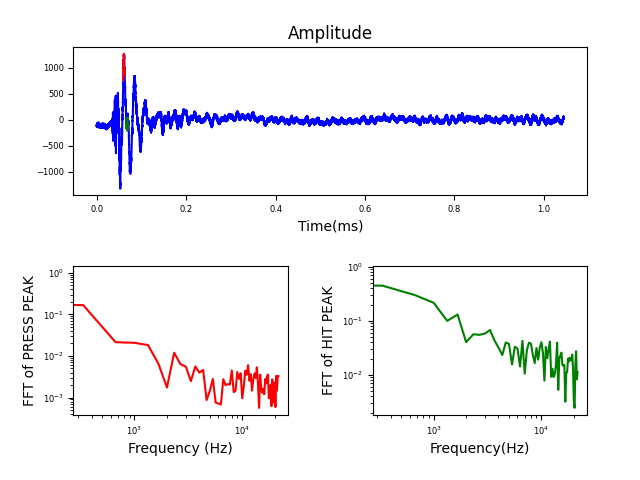 Amplitude
1000
500
0
−500
−1000
0.0 0.2 0.4 0.6 0.8 1.0
Time(ms)
FFT of PRESS PEAK
10⁰
10⁻¹
10⁻²
10⁻³
10³ 10⁴
Frequency (Hz)
FFT of HIT PEAK
10⁰
10⁻¹
10⁻²
10³ 10⁴
Frequency(Hz)